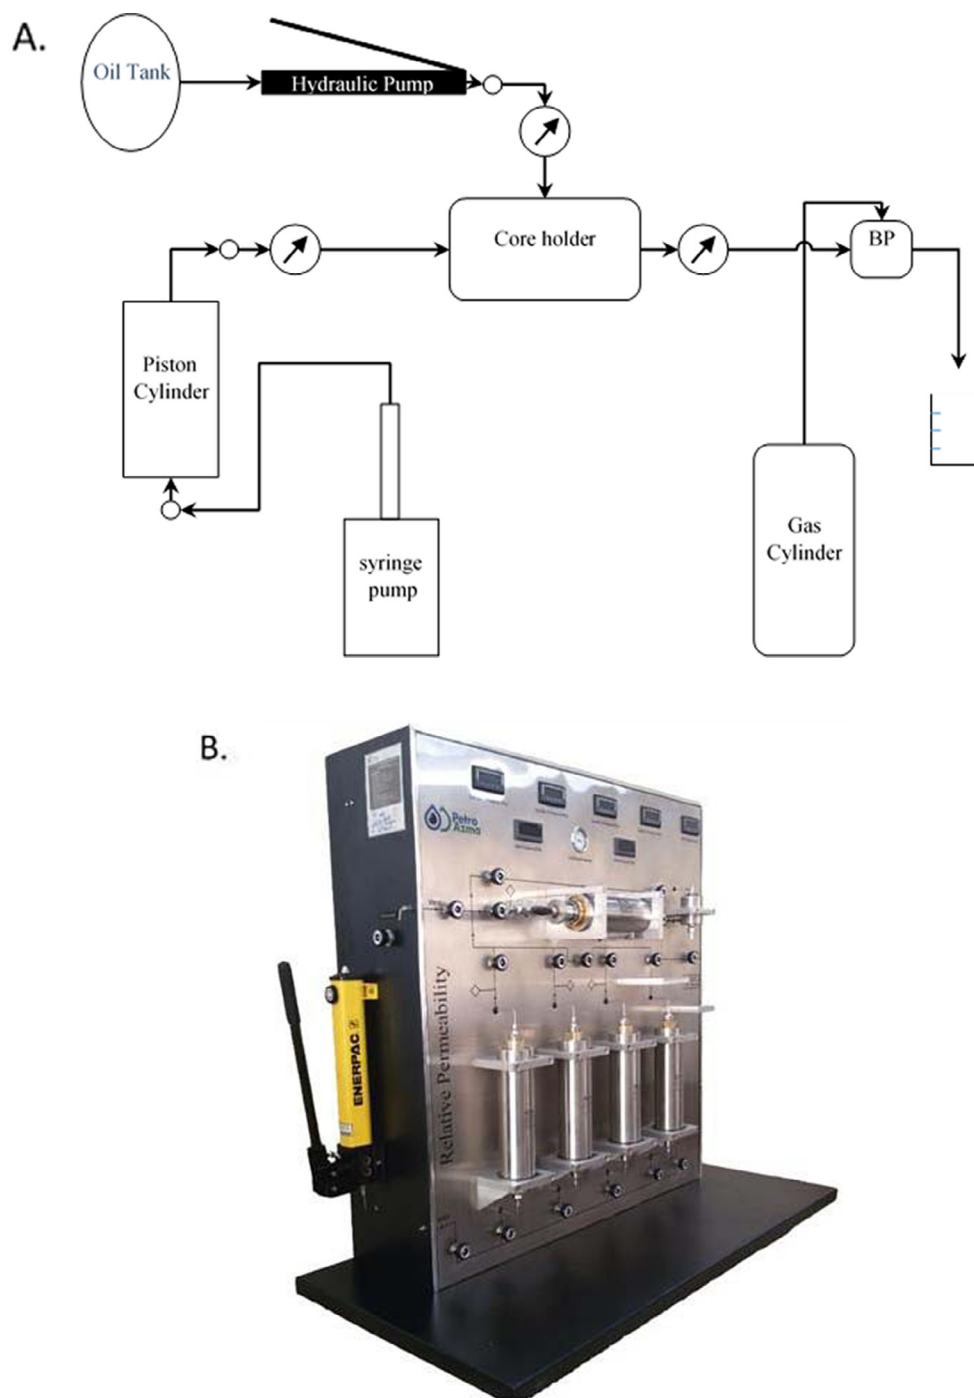 A.
Oil Tank
Hydraulic Pump
Core holder
BP
Piston
Cylinder
syringe
pump
Gas
Cylinder
B.
Petro
Azma
Relative Permeability
ENERPAC